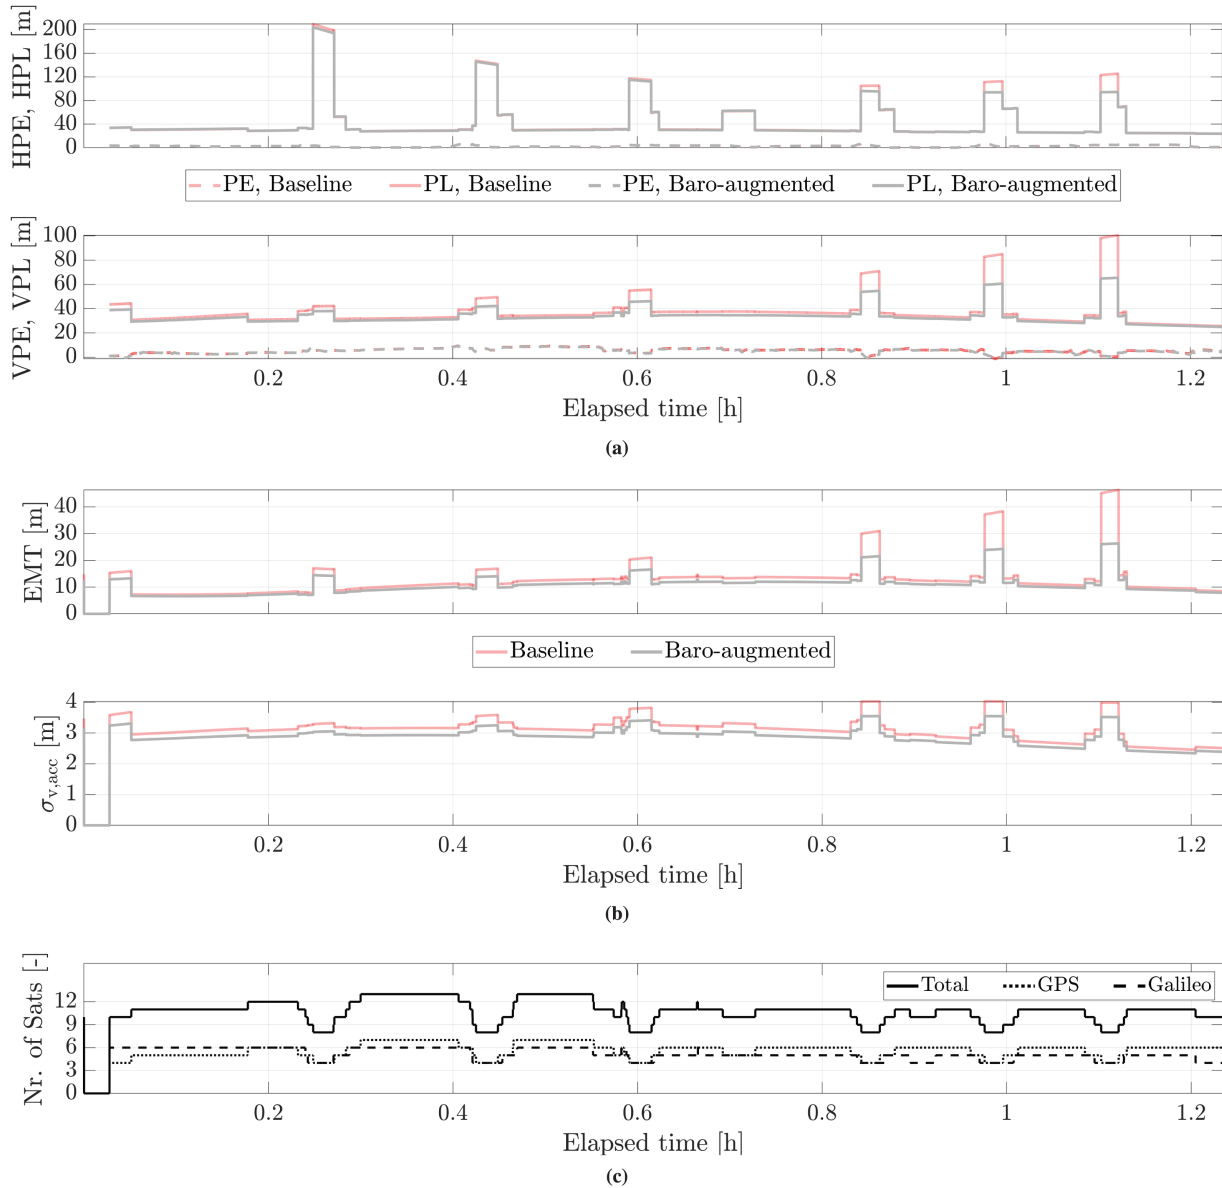 HPE, HPL [m]
200
160
120
80
40
0
PE, Baseline PL, Baseline PE, Baro-augmented PL, Baro-augmented
VPE, VPL [m]
100
80
60
40
20
0
0.2 0.4 0.6 0.8 1 1.2
Elapsed time [h]
(a)
EMT [m]
40
30
20
10
0
Baseline Baro-augmented
σv,acc [m]
4
3
2
1
0
0.2 0.4 0.6 0.8 1 1.2
Elapsed time [h]
(b)
Nr. of Sats [-]
12
9
6
3
0
Total GPS Galileo
0.2 0.4 0.6 0.8 1 1.2
Elapsed time [h]
(c)